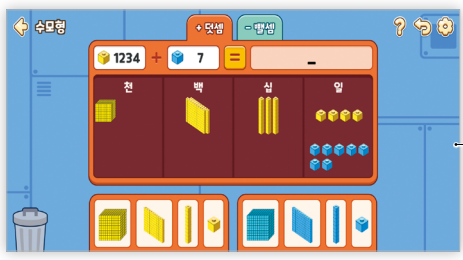 수모형
+ 덧셈
- 뺄셈
?
1234 + 7 = _
천 백 십 일